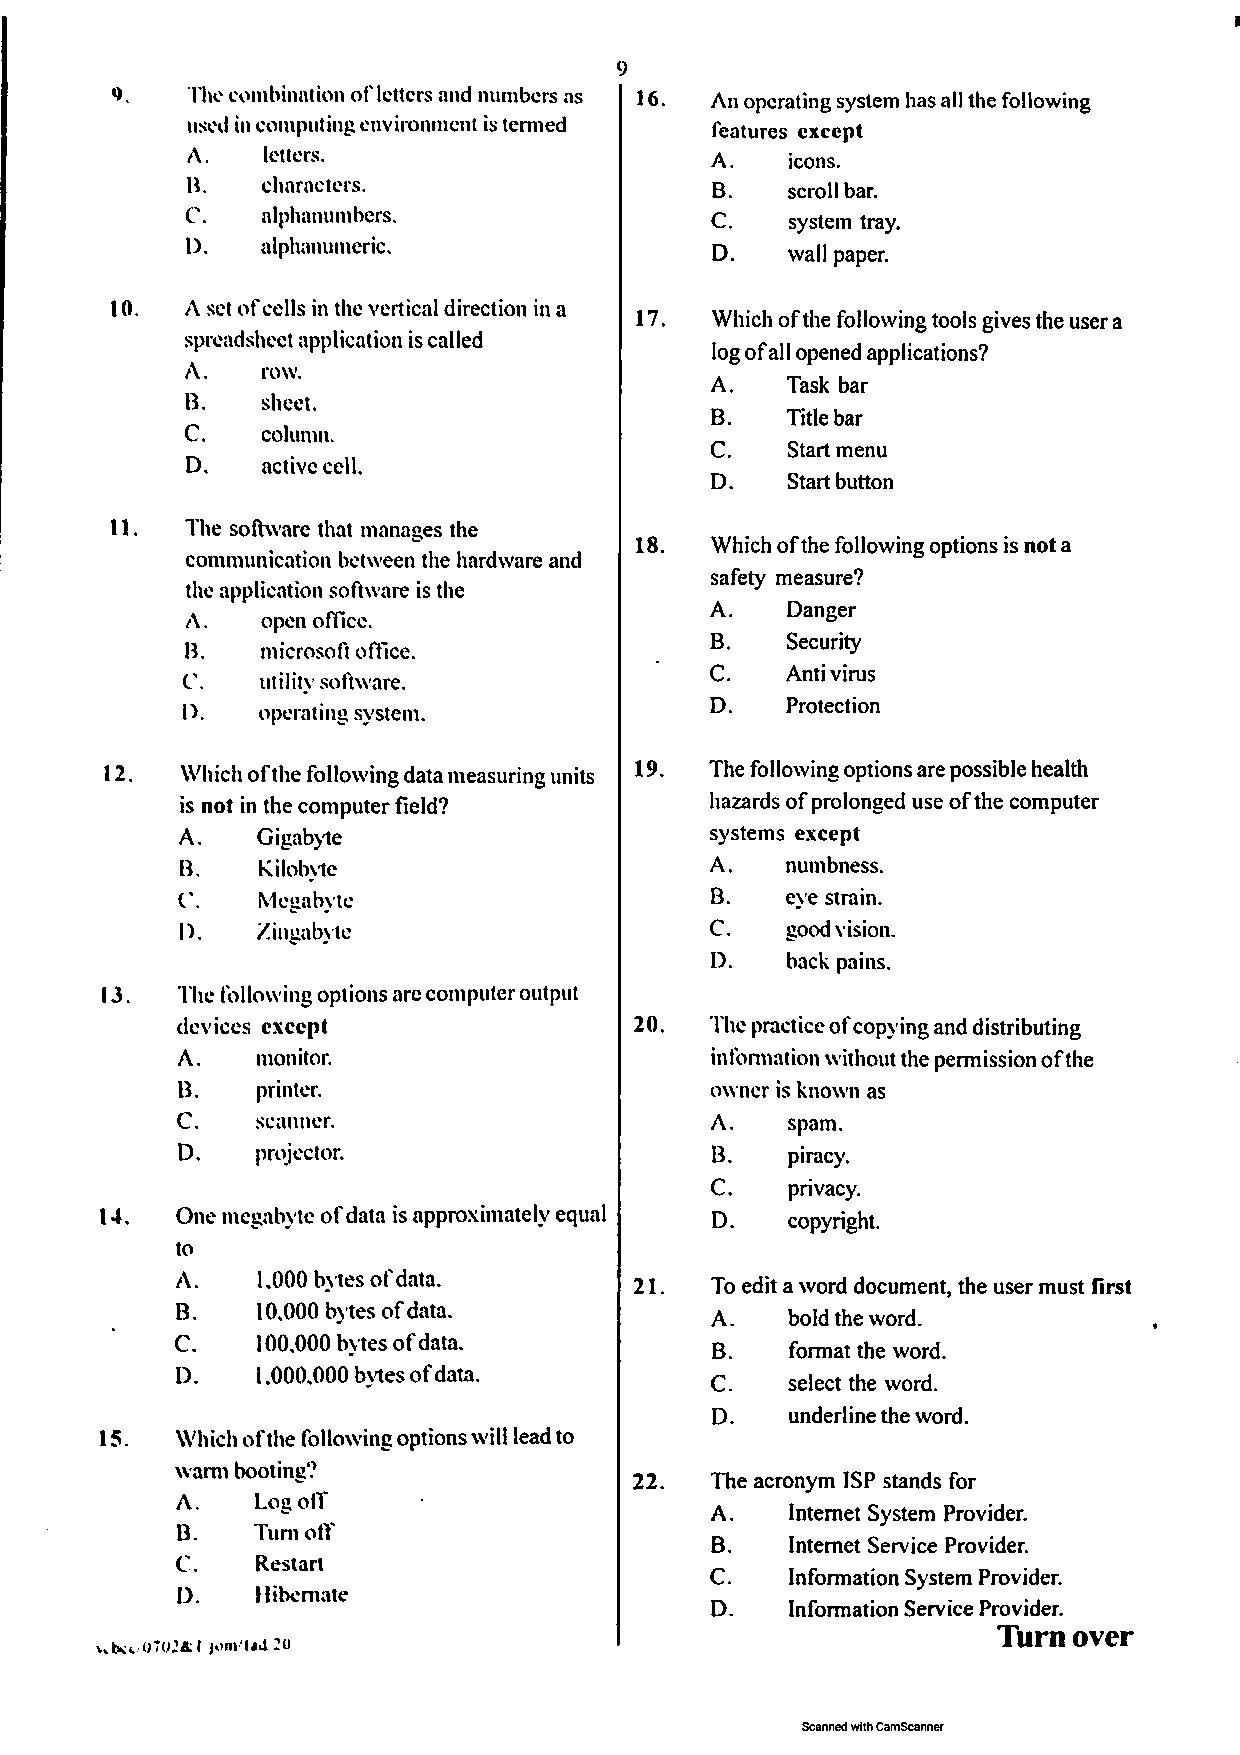 9
9. The combination of letters and numbers as
used in computing environment is termed
A. letters.
B. characters.
C. alphanumbers.
D. alphanumeric.
10. A set of cells in the vertical direction in a
spreadsheet application is called
A. row.
B. sheet.
C. column.
D. active cell.
11. The software that manages the
communication between the hardware and
the application software is the
A. open office.
B. microsoft office.
C. utility software.
D. operating system.
12. Which of the following data measuring units
is not in the computer field?
A. Gigabyte
B. Kilobyte
C. Megabyte
D. Zingabyte
13. The following options are computer output
devices except
A. monitor.
B. printer.
C. scanner.
D. projector.
14. One megabyte of data is approximately equal
to
A. 1,000 bytes of data.
B. 10,000 bytes of data.
C. 100,000 bytes of data.
D. 1,000,000 bytes of data.
15. Which of the following options will lead to
warm booting?
A. Log off
B. Turn off
C. Restart
D. Hibernate
16. An operating system has all the following
features except
A. icons.
B. scroll bar.
C. system tray.
D. wall paper.
17. Which of the following tools gives the user a
log of all opened applications?
A. Task bar
B. Title bar
C. Start menu
D. Start button
18. Which of the following options is not a
safety measure?
A. Danger
B. Security
C. Anti virus
D. Protection
19. The following options are possible health
hazards of prolonged use of the computer
systems except
A. numbness.
B. eye strain.
C. good vision.
D. back pains.
20. The practice of copying and distributing
information without the permission of the
owner is known as
A. spam.
B. piracy.
C. privacy.
D. copyright.
21. To edit a word document, the user must first
A. bold the word.
B. format the word.
C. select the word.
D. underline the word.
22. The acronym ISP stands for
A. Internet System Provider.
B. Internet Service Provider.
C. Information System Provider.
D. Information Service Provider.
Turn over
Scanned with CamScanner